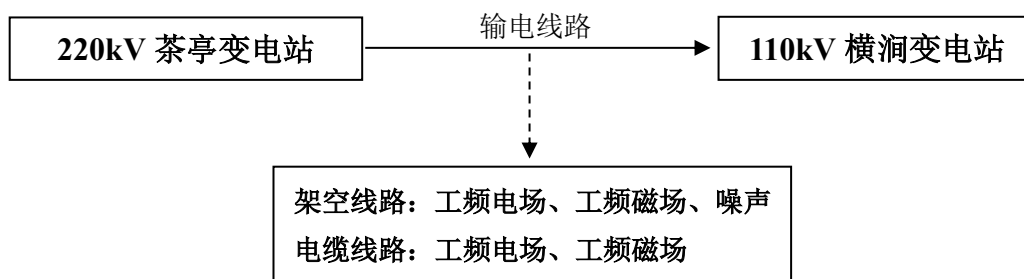 输电线路
220kV 茶亭变电站
110kV 横涧变电站
架空线路：工频电场、工频磁场、噪声
电缆线路：工频电场、工频磁场